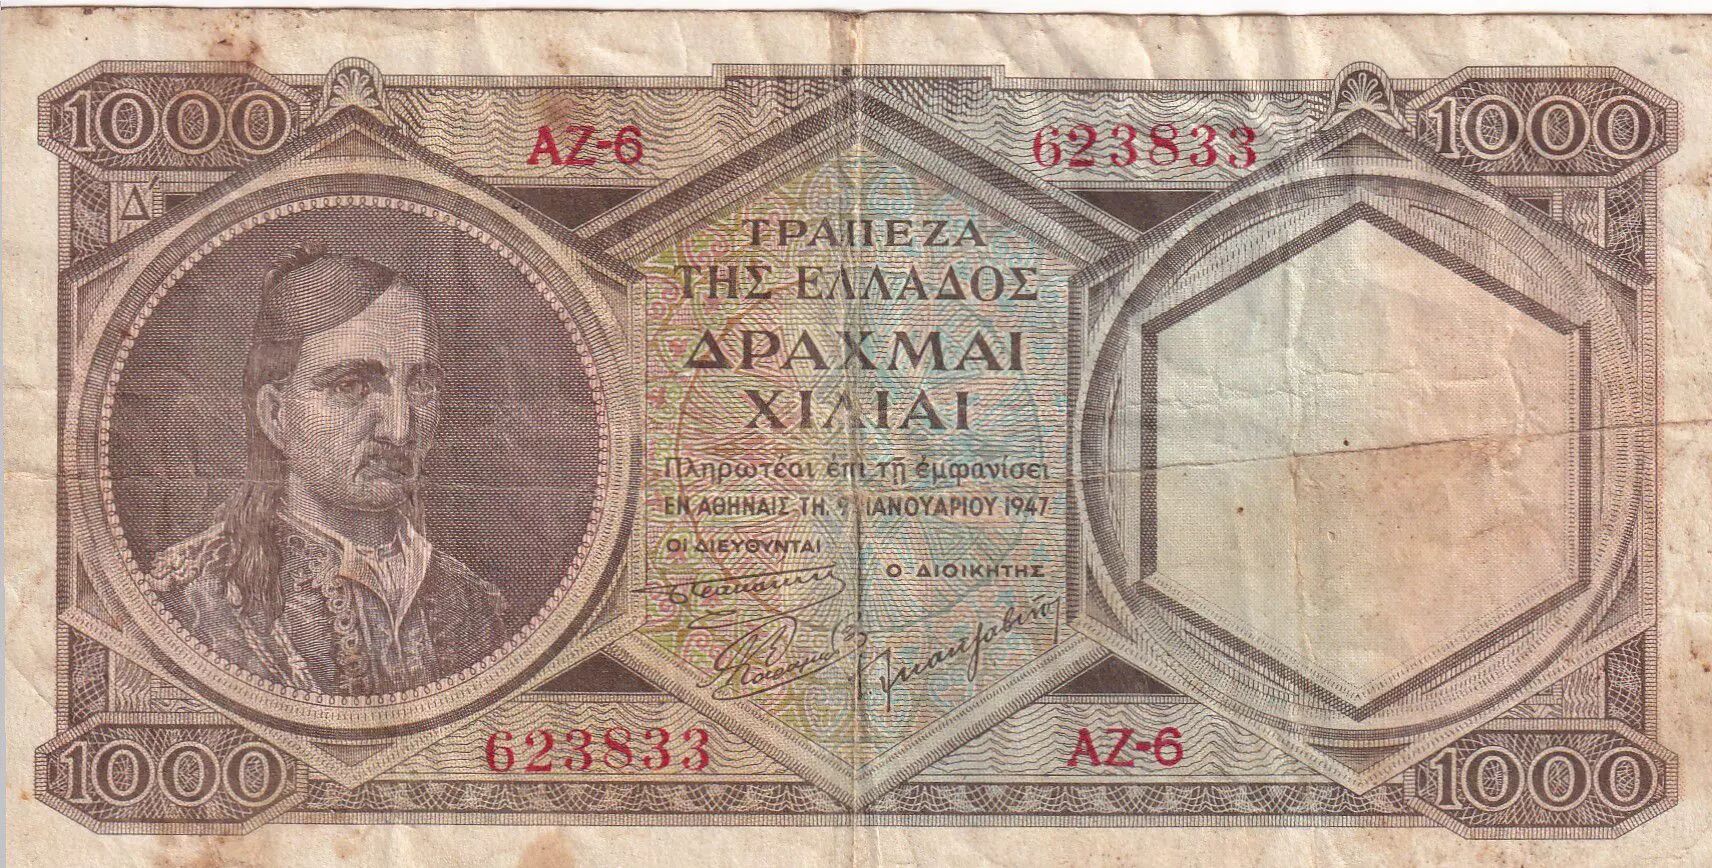 1000
ΑΖ-6
623833
1000
Δ΄
ΤΡΑΠΕΖΑ
ΤΗΣ ΕΛΛΑΔΟΣ
ΔΡΑΧΜΑΙ
ΧΙΛΙΑΙ
Πληρωτέαι ἐπὶ τῇ ἐμφανίσει
ΕΝ ΑΘΗΝΑΙΣ ΤΗ. 9 ΙΑΝΟΥΑΡΙΟΥ 1947
ΟΙ ΔΙΕΥΘΥΝΤΑΙ
Ο ΔΙΟΙΚΗΤΗΣ
623833
ΑΖ-6
1000
1000